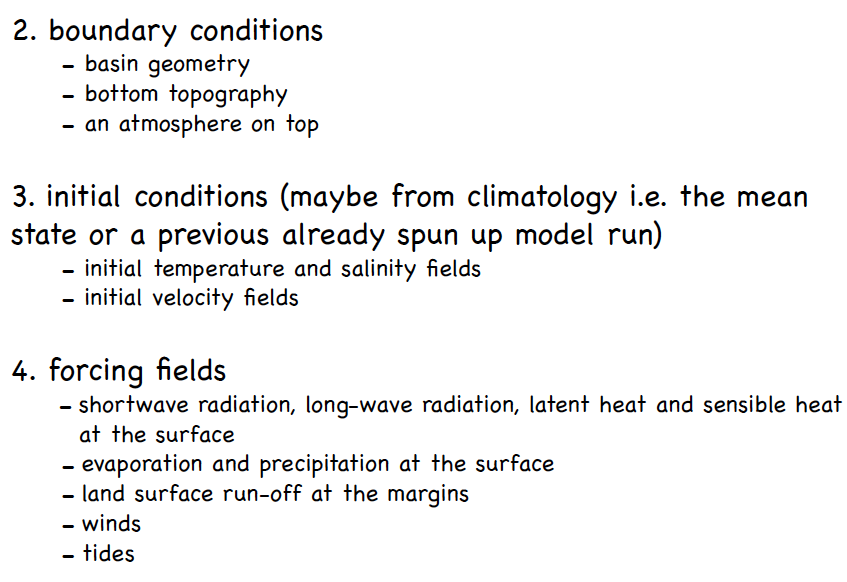 2. boundary conditions
- basin geometry
- bottom topography
- an atmosphere on top
3. initial conditions (maybe from climatology i.e. the mean
state or a previous already spun up model run)
- initial temperature and salinity fields
- initial velocity fields
4. forcing fields
- shortwave radiation, long-wave radiation, latent heat and sensible heat
at the surface
- evaporation and precipitation at the surface
- land surface run-off at the margins
- winds
- tides